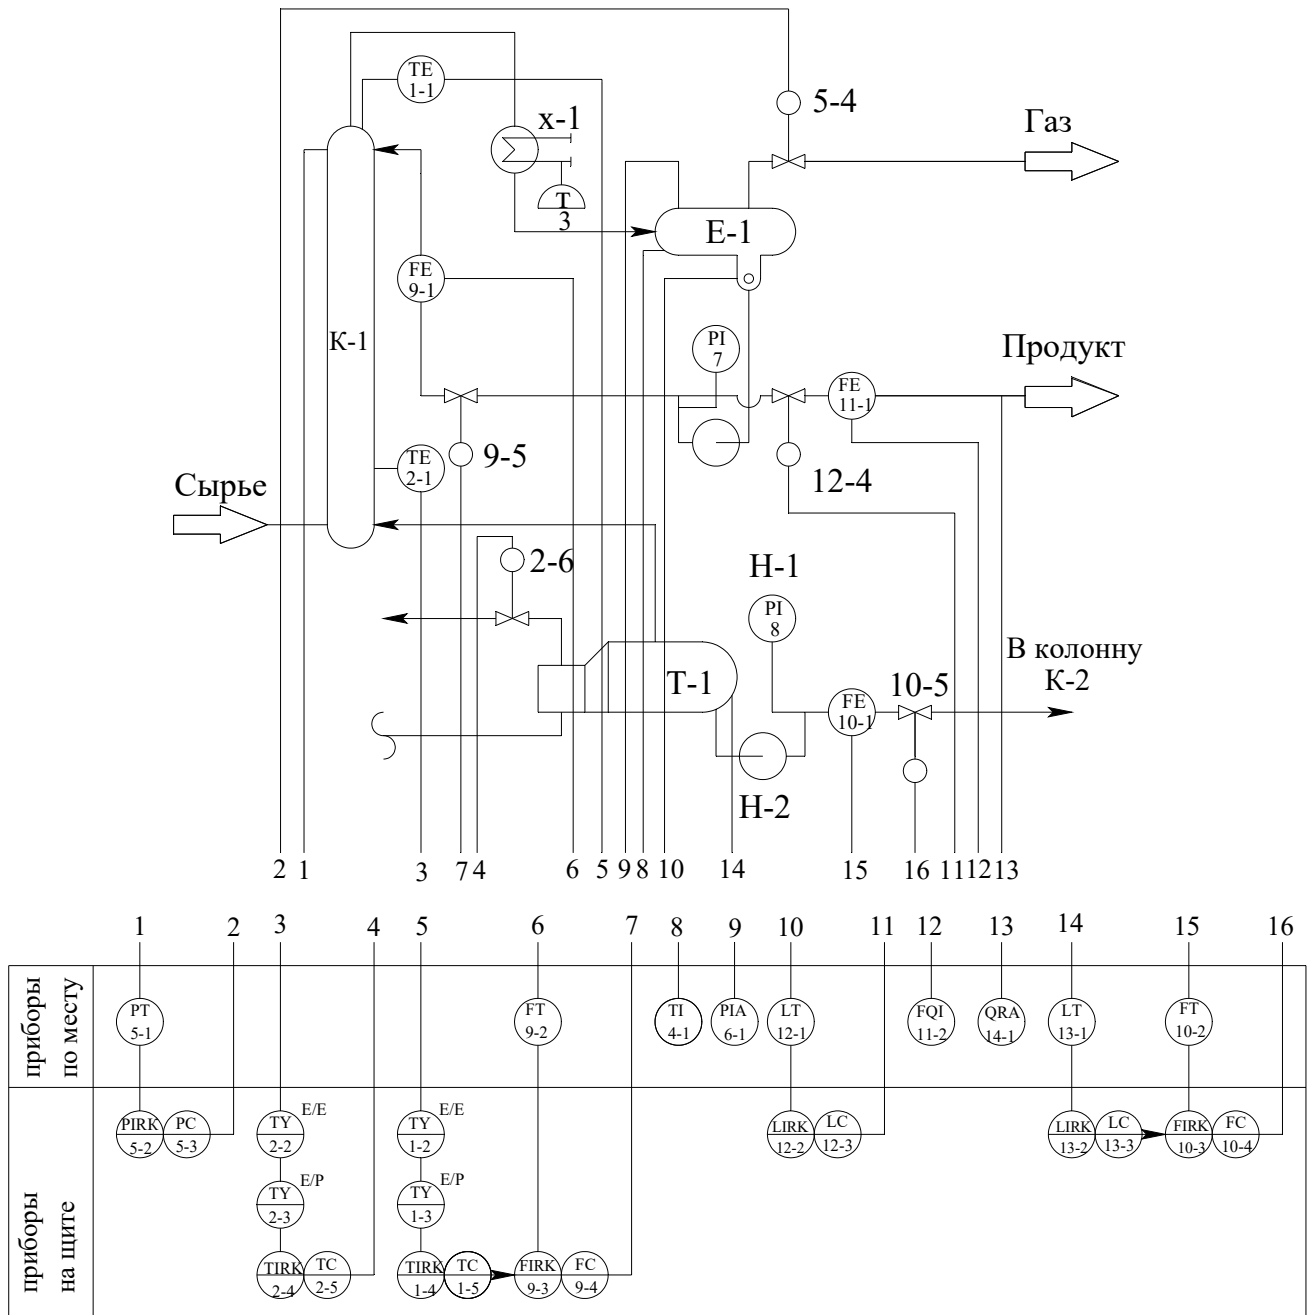 TE
1-1
5-4
х-1
Газ
Т
3
Е-1
FE
9-1
К-1
PI
7
Продукт
FE
11-1
TE
2-1
9-5
12-4
Сырье
2-6
Н-1
PI
8
В колонну
К-2
Т-1
10-5
FE
10-1
Н-2
2 1 3 7 4 6 5 9 8 10 14 15 16 11 12 13
1 2 3 4 5 6 7 8 9 10 11 12 13 14 15 16
приборы
по месту
PT
5-1
FT
9-2
TI
4-1
PIA
6-1
LT
12-1
FQI
11-2
QRA
14-1
LT
13-1
FT
10-2
приборы
на щите
PIRK
5-2
PC
5-3
TY
2-2
E/E
TY
1-2
E/E
LIRK
12-2
LC
12-3
LIRK
13-2
LC
13-3
FIRK
10-3
FC
10-4
TY
2-3
E/P
TY
1-3
E/P
TIRK
2-4
TC
2-5
TIRK
1-4
TC
1-5
FIRK
9-3
FC
9-4